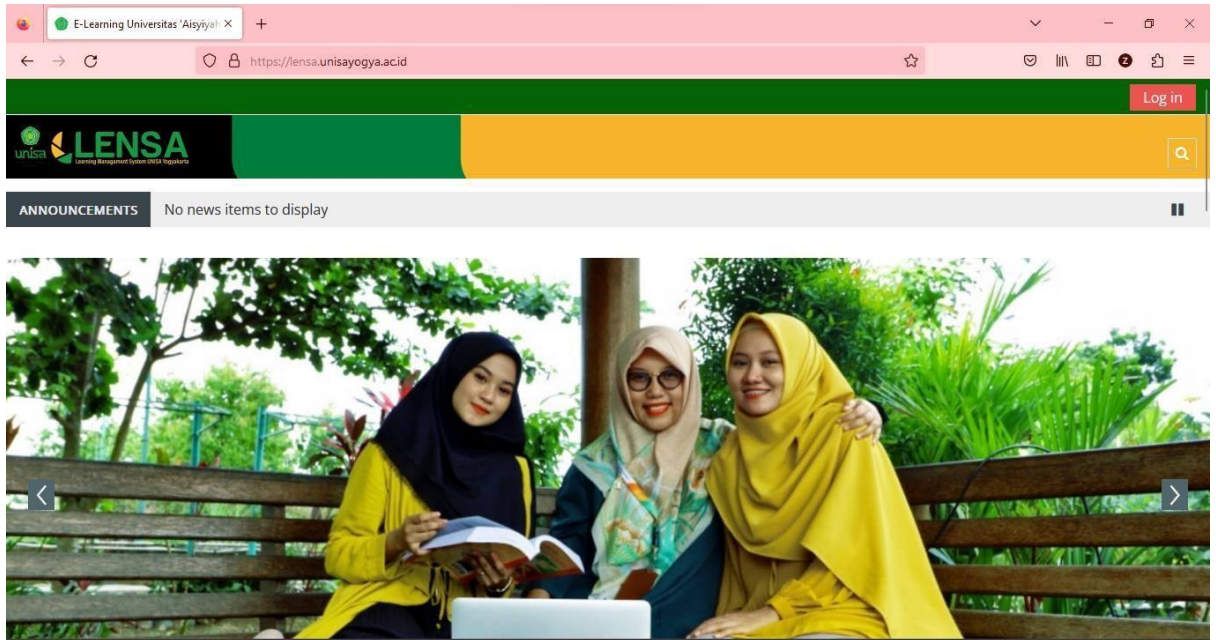 E-Learning Universitas 'Aisyiyah
https://lensa.unisayogya.ac.id
Z
Log in
unisa LENSA
Learning Management System UNISA Yogyakarta
ANNOUNCEMENTS No news items to display